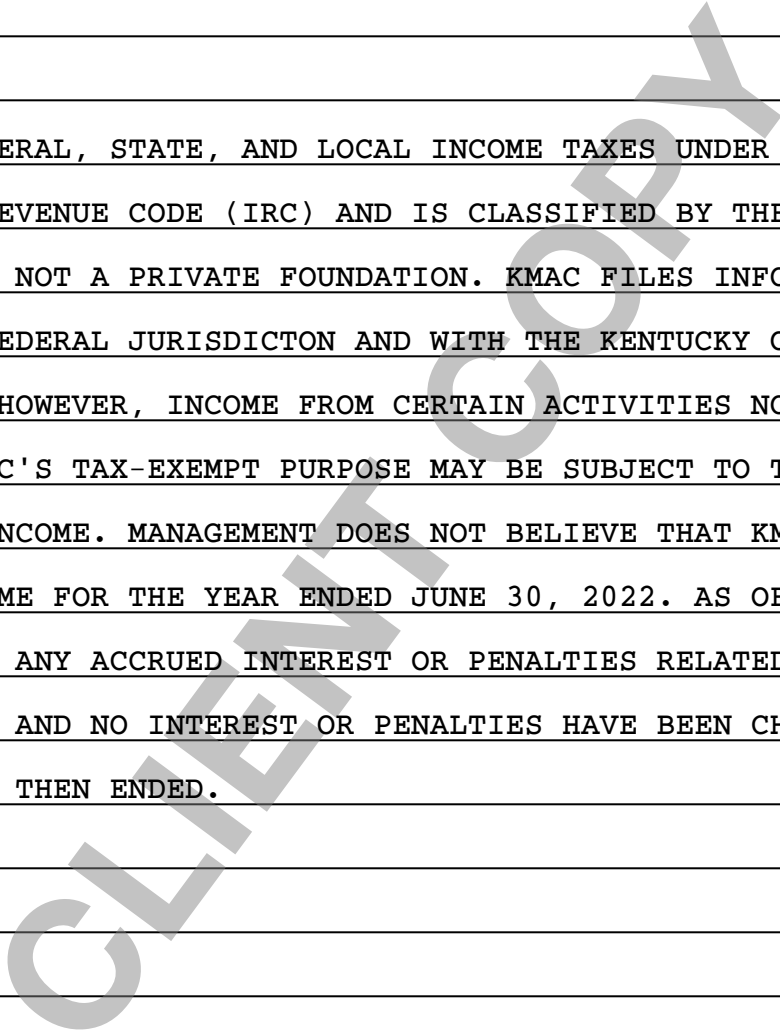 ERAL, STATE, AND LOCAL INCOME TAXES UNDER
EVENUE CODE (IRC) AND IS CLASSIFIED BY THE
NOT A PRIVATE FOUNDATION. KMAC FILES INFO
EDERAL JURISDICTON AND WITH THE KENTUCKY O
HOWEVER, INCOME FROM CERTAIN ACTIVITIES NO
C'S TAX-EXEMPT PURPOSE MAY BE SUBJECT TO T
NCOME. MANAGEMENT DOES NOT BELIEVE THAT KM
ME FOR THE YEAR ENDED JUNE 30, 2022. AS OF
ANY ACCRUED INTEREST OR PENALTIES RELATED
AND NO INTEREST OR PENALTIES HAVE BEEN CH
THEN ENDED.
CLIENT COPY